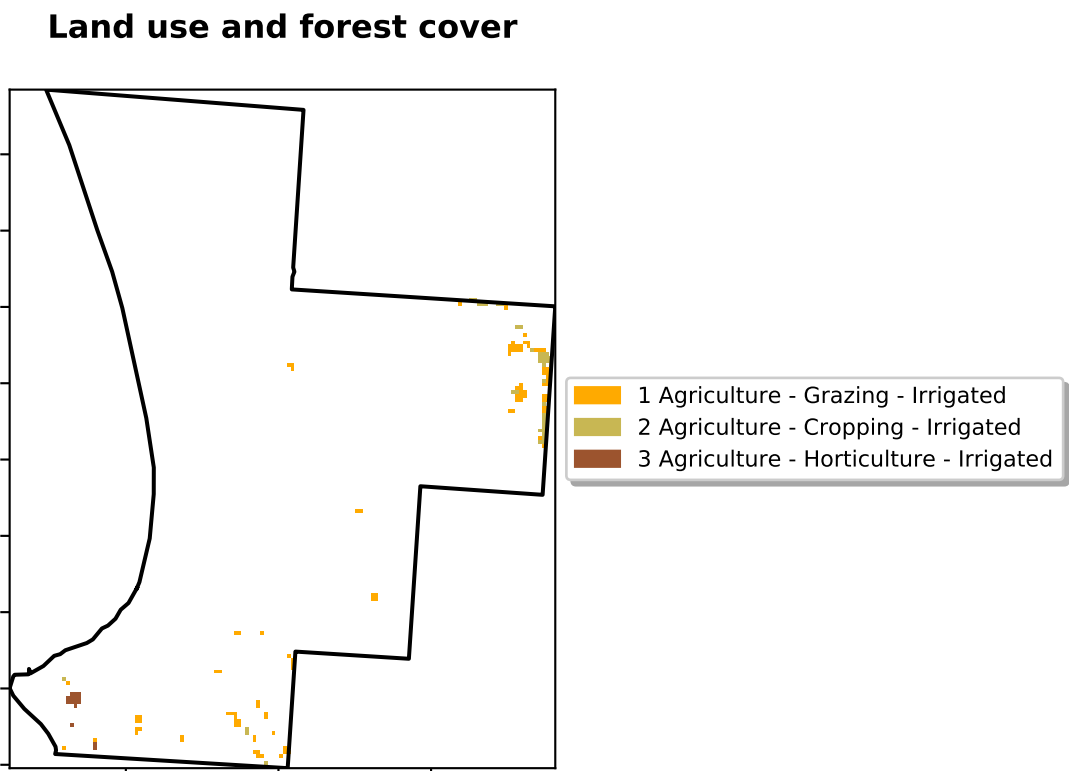 Land use and forest cover
1 Agriculture - Grazing - Irrigated
2 Agriculture - Cropping - Irrigated
3 Agriculture - Horticulture - Irrigated